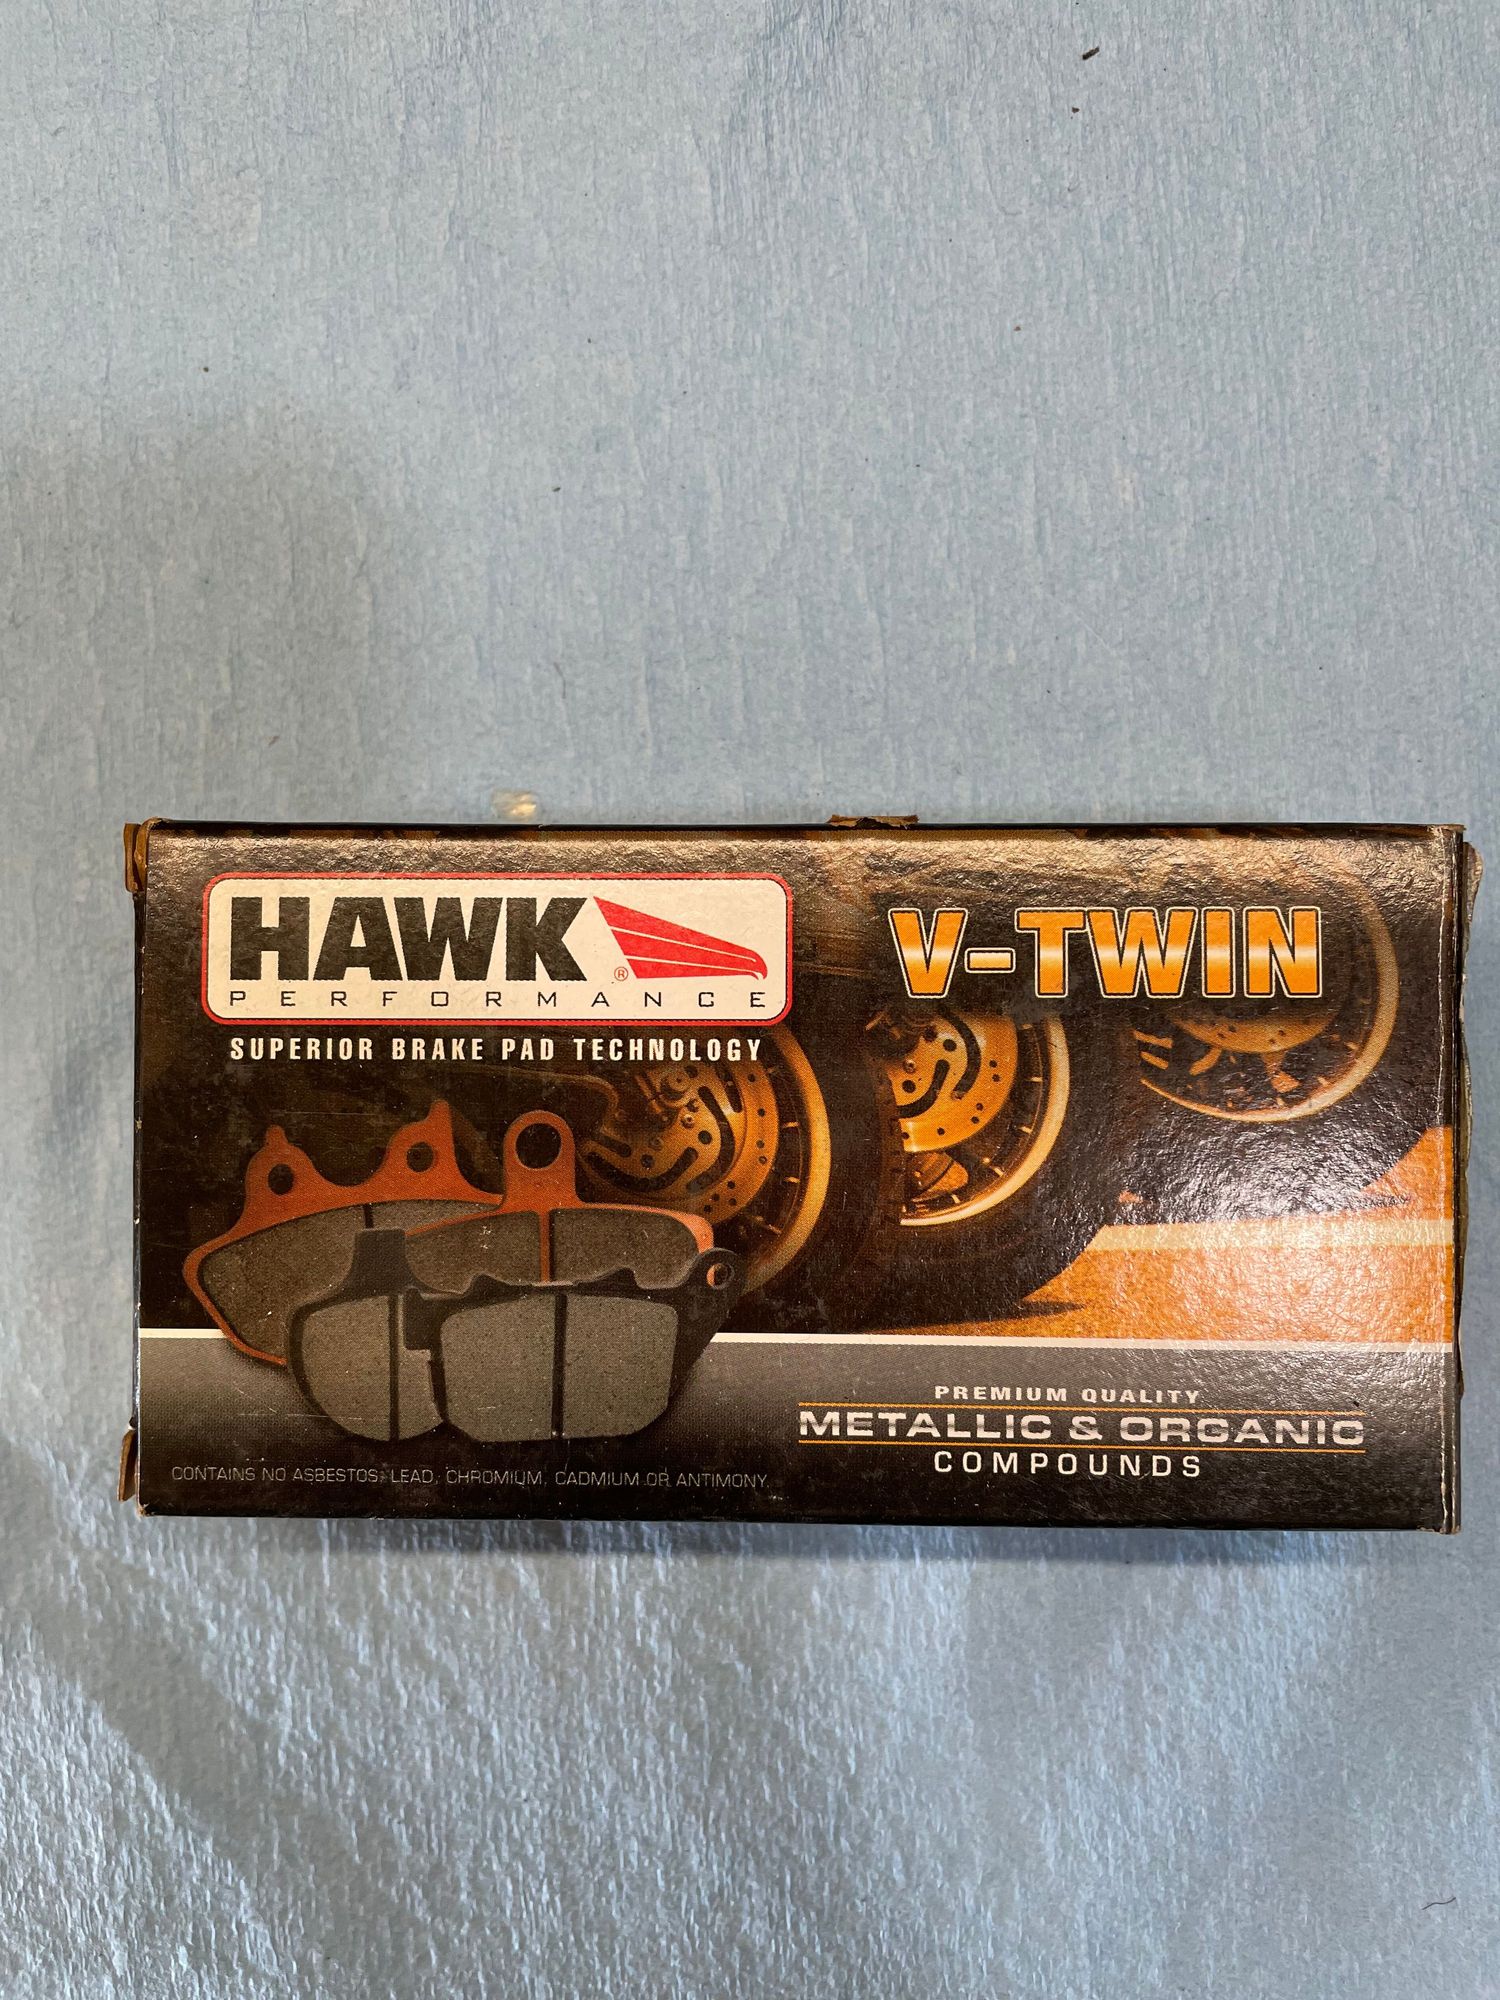 HAWK
®
PERFORMANCE
SUPERIOR BRAKE PAD TECHNOLOGY
V-TWIN
PREMIUM QUALITY
METALLIC & ORGANIC
COMPOUNDS
CONTAINS NO ASBESTOS, LEAD, CHROMIUM, CADMIUM OR ANTIMONY.